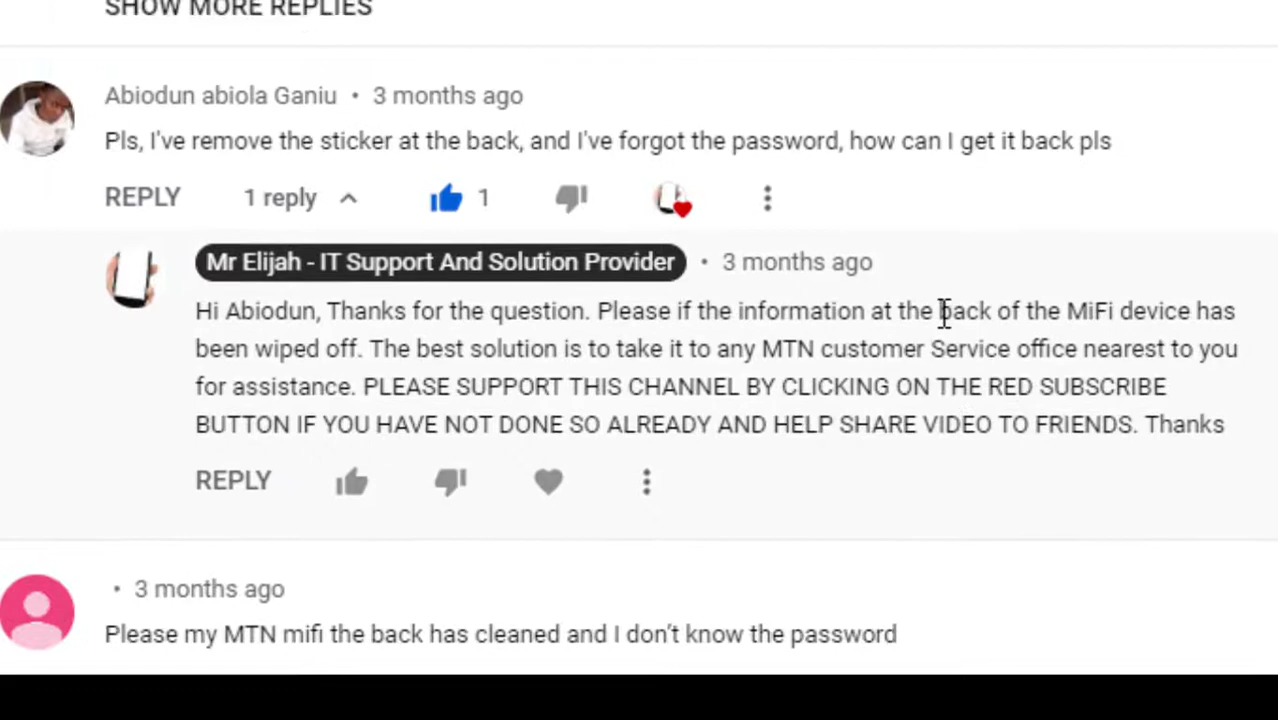 SHOW MORE REPLIES
Abiodun abiola Ganiu • 3 months ago
Pls, I've remove the sticker at the back, and I've forgot the password, how can I get it back pls
REPLY 1 reply 1
Mr Elijah - IT Support And Solution Provider • 3 months ago
Hi Abiodun, Thanks for the question. Please if the information at the back of the MiFi device has
been wiped off. The best solution is to take it to any MTN customer Service office nearest to you
for assistance. PLEASE SUPPORT THIS CHANNEL BY CLICKING ON THE RED SUBSCRIBE
BUTTON IF YOU HAVE NOT DONE SO ALREADY AND HELP SHARE VIDEO TO FRIENDS. Thanks
REPLY
• 3 months ago
Please my MTN mifi the back has cleaned and I don't know the password